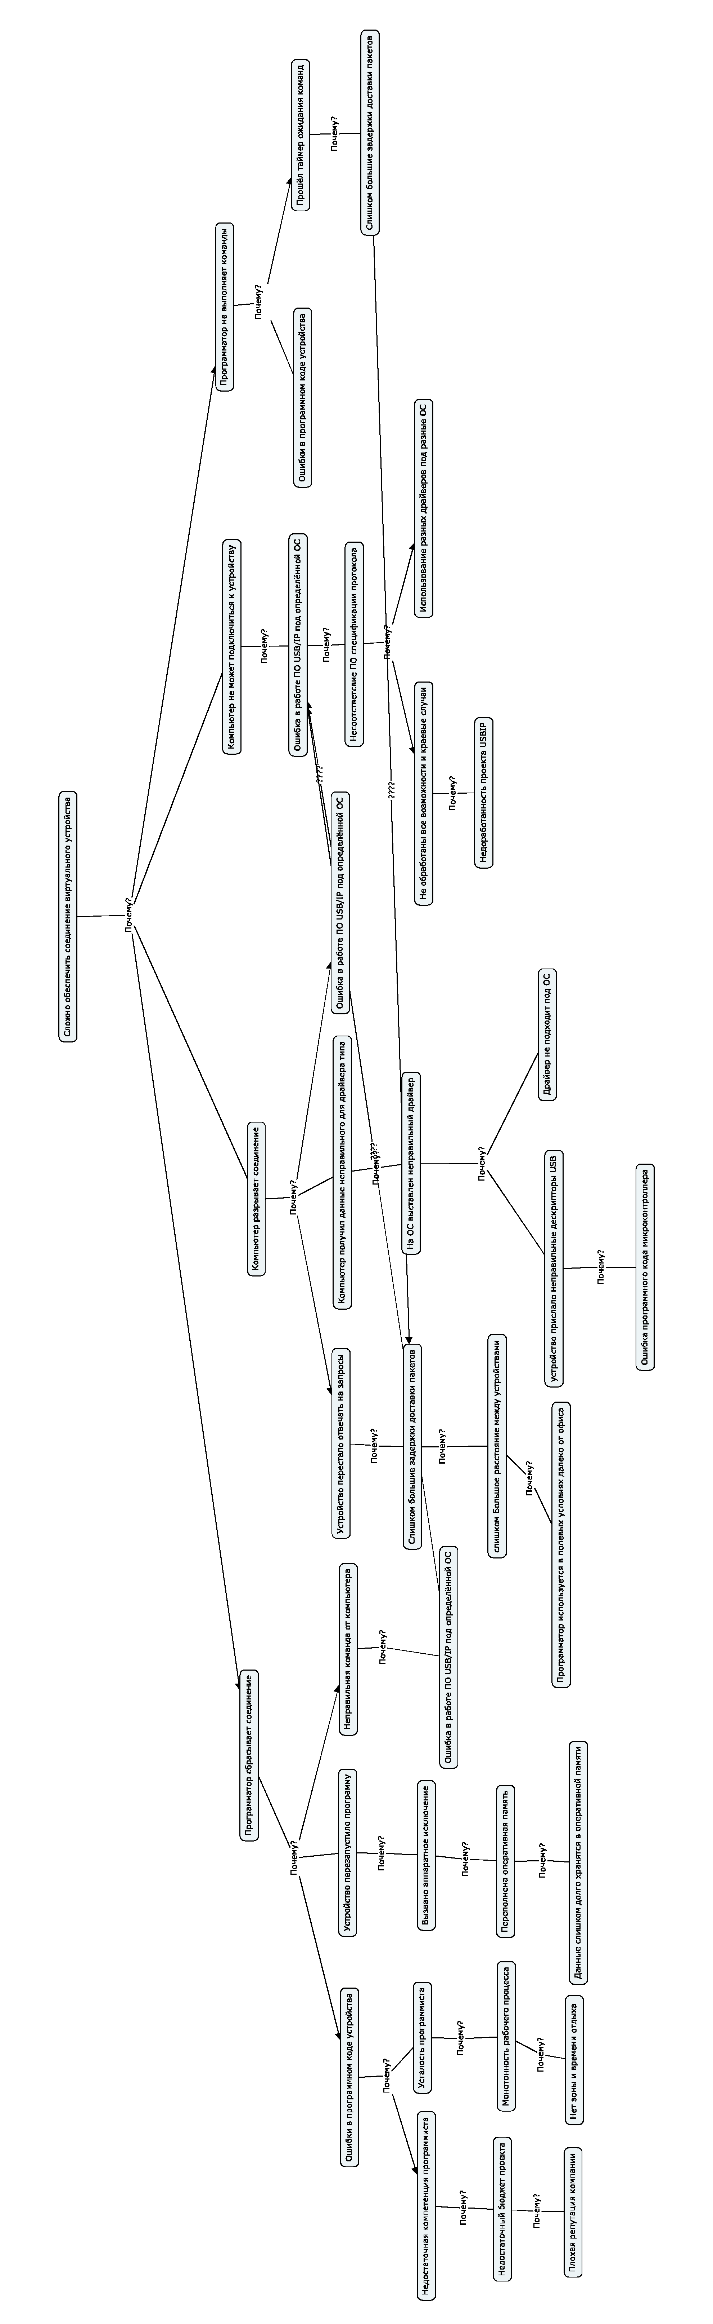 Сложно обеспечить соединение виртуального устройства
Почему?
Программатор сбрасывает соединение
Компьютер разрывает соединение
Компьютер не может подключиться к устройству
Программатор не выполняет команды
Почему?
Почему?
Почему?
Почему?
Ошибки в программном коде устройства
Устройство перезапустило программу
Неправильная команда от компьютера
Устройство перестало отвечать на запросы
Компьютер получил данные неправильного для драйвера типа
Ошибка в работе ПО USB/IP под определённой ОС
????
Ошибка в работе ПО USB/IP под определённой ОС
Ошибки в программном коде устройства
Прошёл таймер ожидания команд
Почему?
Почему?
Почему?
Почему?
Почему?
????
Почему?
Почему?
Недостаточная компетенция программиста
Усталость программиста
Вызвано аппаратное исключение
Ошибка в работе ПО USB/IP под определённой ОС
Слишком большие задержки доставки пакетов
На ОС выставлен неправильный драйвер
Несоответствие ПО спецификации протокола
Слишком большие задержки доставки пакетов
????
Почему?
Почему?
Почему?
Почему?
Почему?
Почему?
Не обработаны все возможности и краевые случаи
Использование разных драйверов под разные ОС
Почему?
Недостаточный бюджет проекта
Монотонность рабочего процесса
Переполнена оперативная память
слишком большое расстояние между устройствами
Недоработанность проекта USBIP
Почему?
Почему?
Почему?
Почему?
устройство прислало неправильные дескрипторы USB
Драйвер не подходит под ОС
Плохая репутация компании
Нет зоны и времени отдыха
Данные слишком долго хранятся в оперативной памяти
Программатор используется в полевых условиях далеко от офиса
Почему?
Ошибка программного кода микроконтроллера